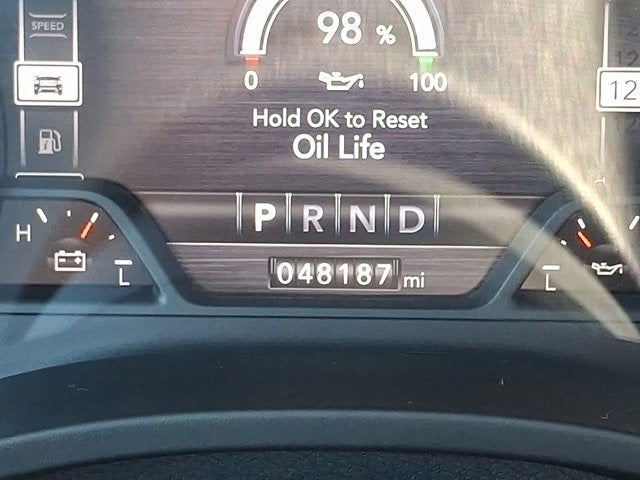 SPEED
98 %
0 100
12
Hold OK to Reset
Oil Life
P R N D
H
L
L
048187 mi